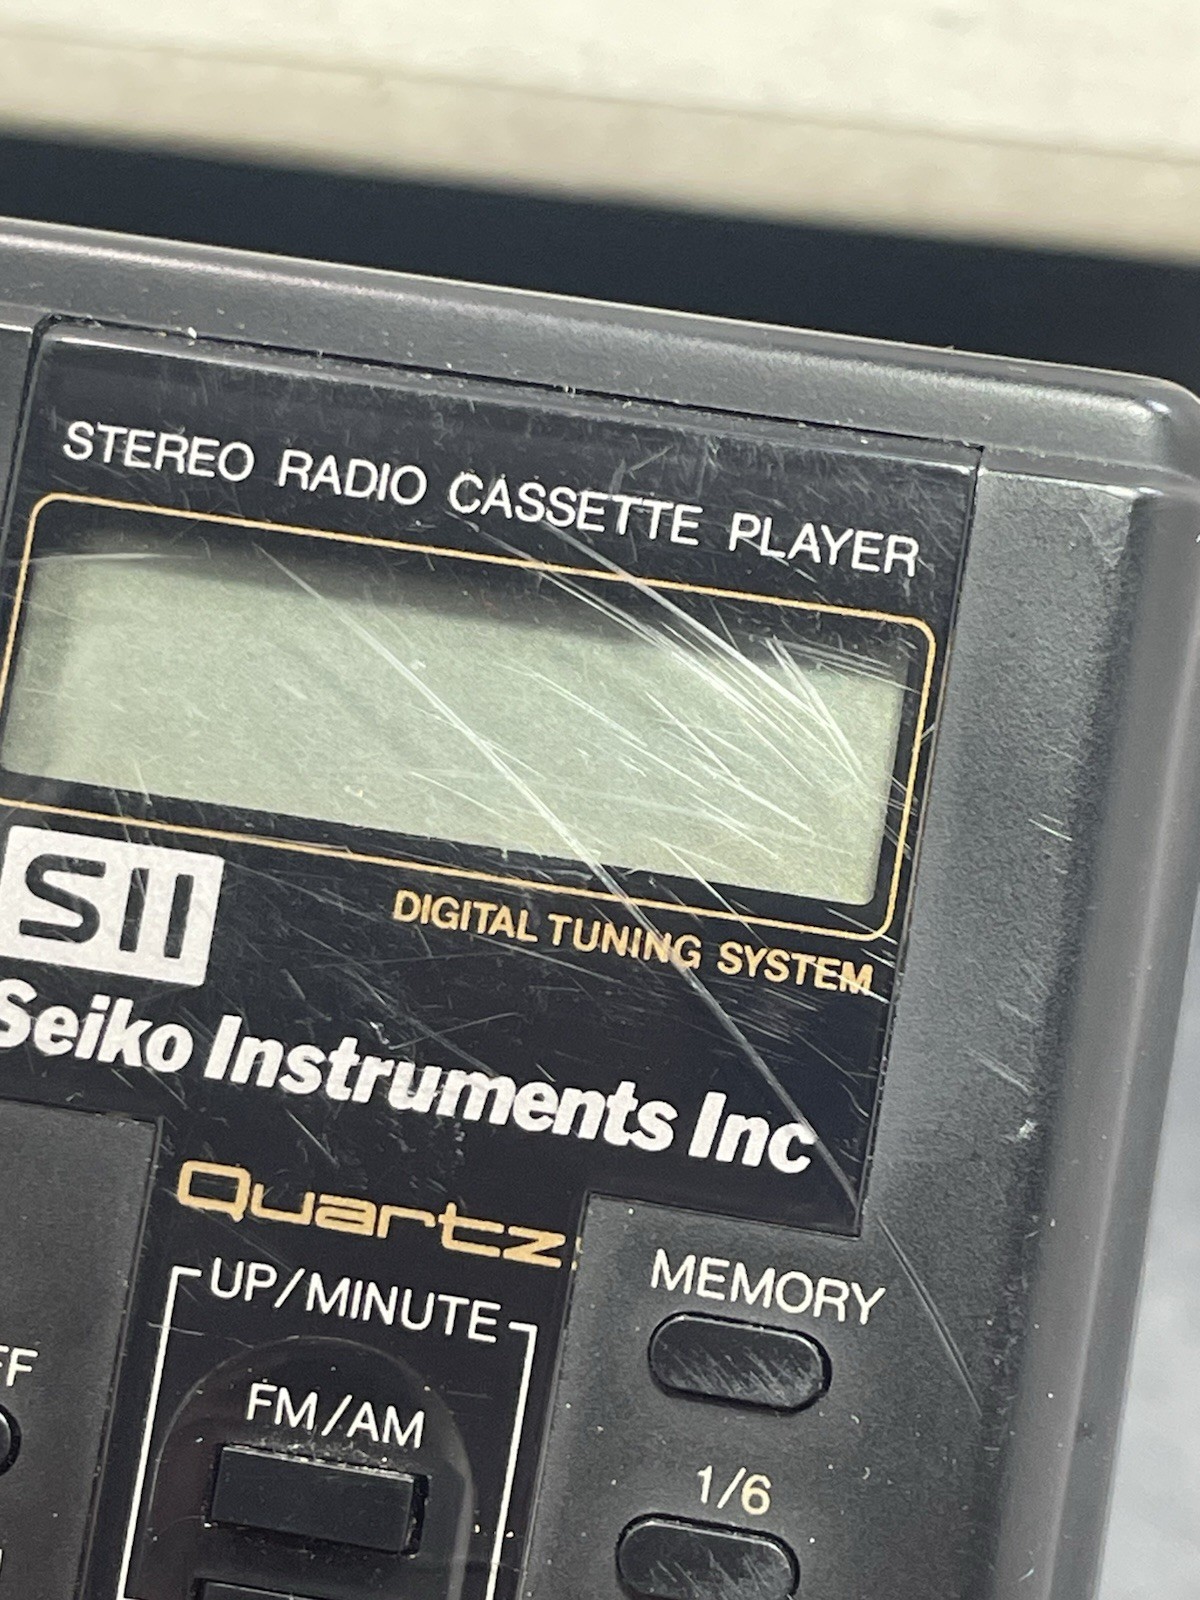 STEREO RADIO CASSETTE PLAYER
DIGITAL TUNING SYSTEM
SII
Seiko Instruments Inc
Quartz
UP/MINUTE
MEMORY
FM/AM
1/6